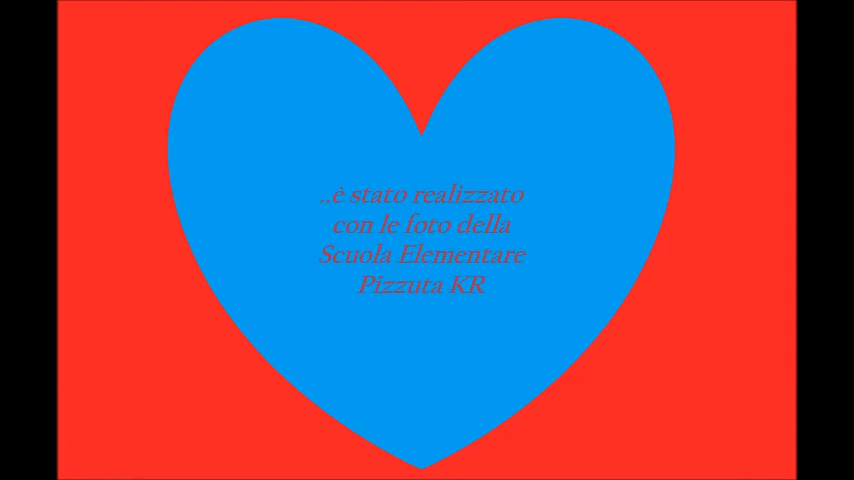 ..è stato realizzato
con le foto della
Scuola Elementare
Pizzuta KR